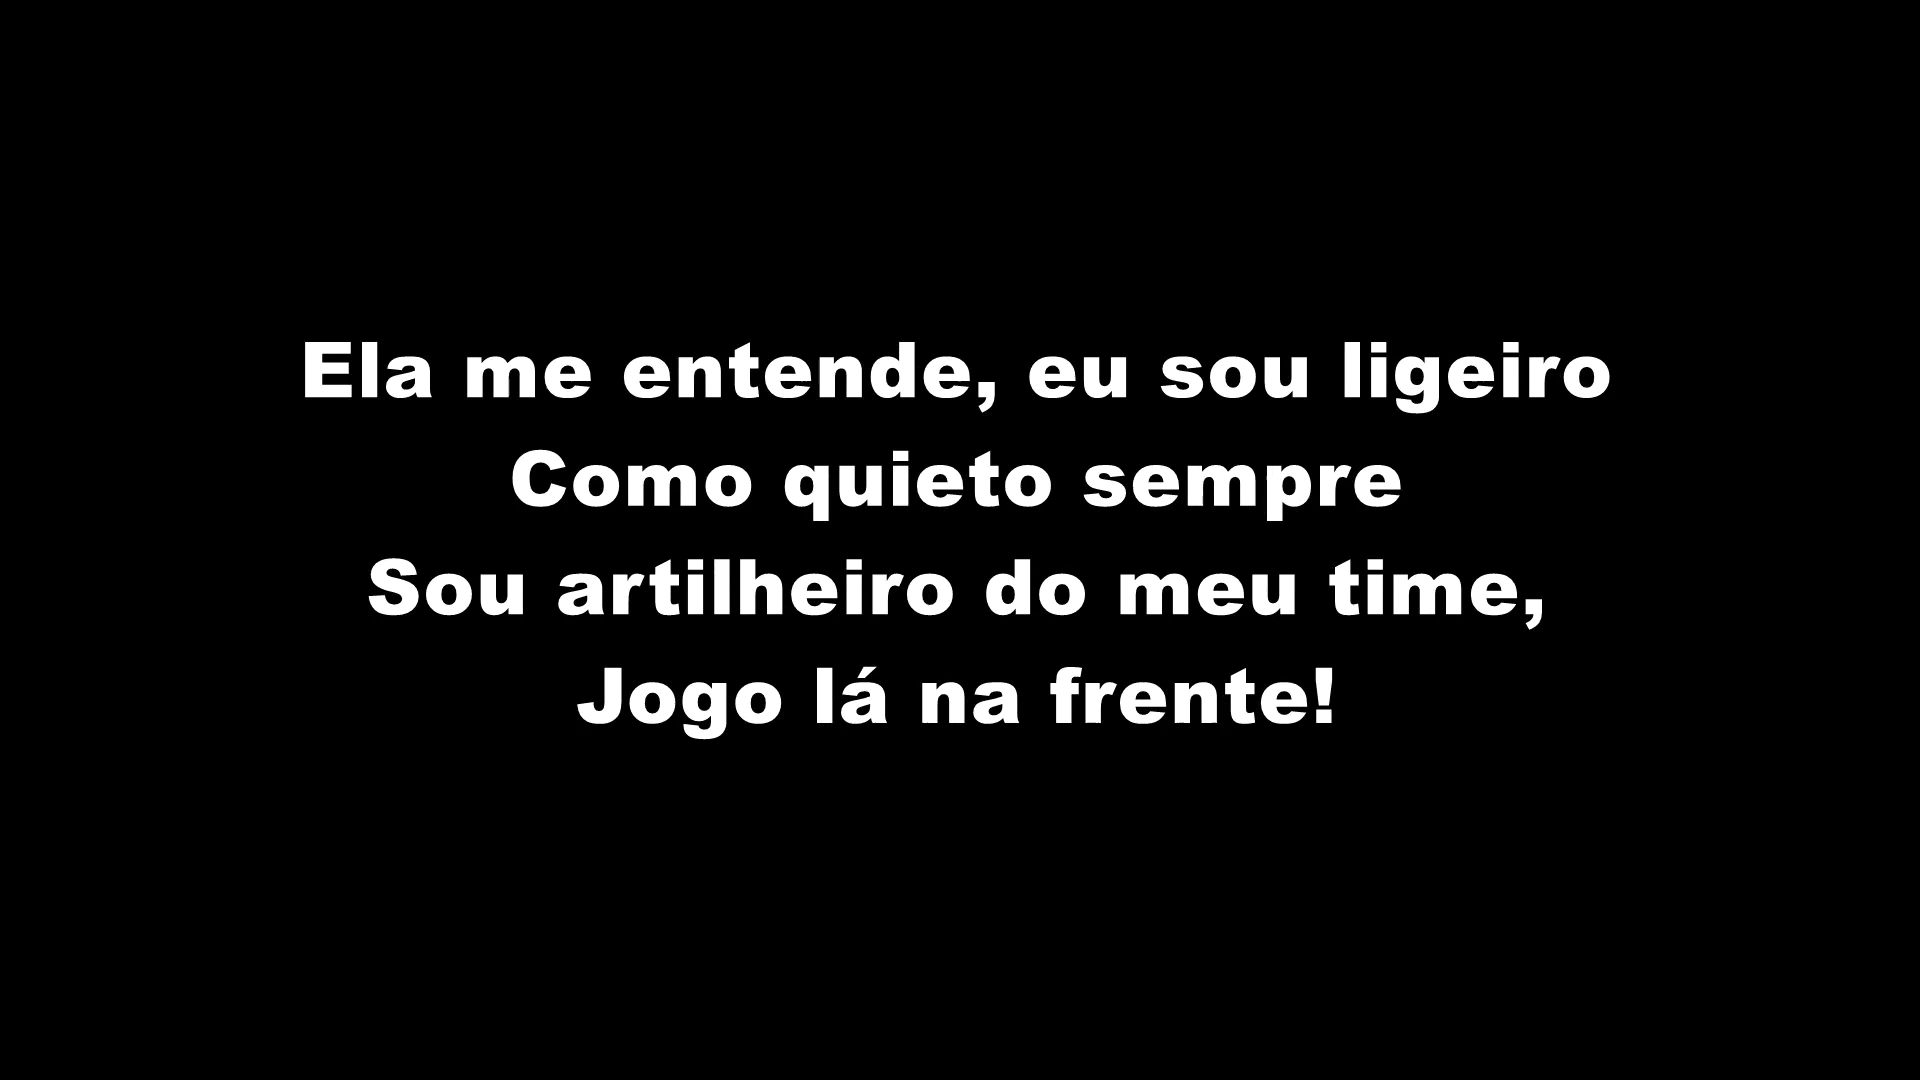 Ela me entende, eu sou ligeiro
Como quieto sempre
Sou artilheiro do meu time,
Jogo lá na frente!